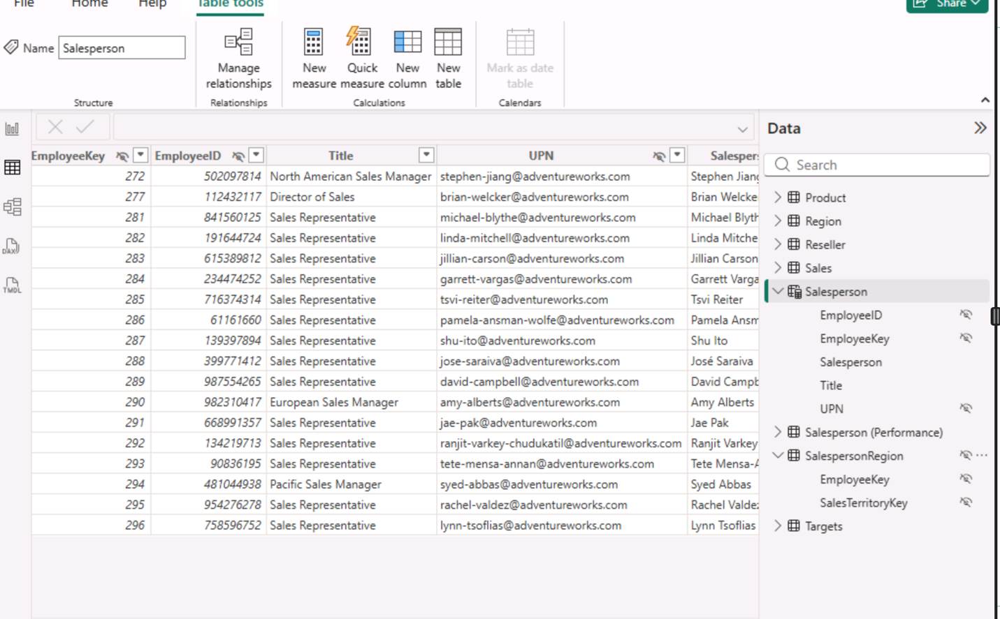 File Home Help Table tools Share
Name Salesperson
Manage relationships
New measure
Quick measure
New column
New table
Mark as date table
Structure Relationships Calculations Calendars
Data
EmployeeKey EmployeeID Title UPN
Search
272 502097814 North American Sales Manager stephen-jiang@adventureworks.com Stephen Jiang
277 112432117 Director of Sales brian-welcker@adventureworks.com Brian Welcke
281 841560125 Sales Representative michael-blythe@adventureworks.com Michael Blyth
282 191644724 Sales Representative linda-mitchell@adventureworks.com Linda Mitche
283 615389812 Sales Representative jillian-carson@adventureworks.com Jillian Carson
284 234474252 Sales Representative garrett-vargas@adventureworks.com Garrett Varga
285 716374314 Sales Representative tsvi-reiter@adventureworks.com Tsvi Reiter
286 61161660 Sales Representative pamela-ansman-wolfe@adventureworks.com Pamela Ansm
287 139397894 Sales Representative shu-ito@adventureworks.com Shu Ito
288 399771412 Sales Representative jose-saraiva@adventureworks.com José Saraiva
289 987554265 Sales Representative david-campbell@adventureworks.com David Campb
290 982310417 European Sales Manager amy-alberts@adventureworks.com Amy Alberts
291 668991357 Sales Representative jae-pak@adventureworks.com Jae Pak
292 134219713 Sales Representative ranjit-varkey-chudukatil@adventureworks.com Ranjit Varkey
293 90836195 Sales Representative tete-mensa-annan@adventureworks.com Tete Mensa-A
294 481044938 Pacific Sales Manager syed-abbas@adventureworks.com Syed Abbas
295 954276278 Sales Representative rachel-valdez@adventureworks.com Rachel Valdez
296 758596752 Sales Representative lynn-tsoflias@adventureworks.com Lynn Tsoflias
DAX
TMDL
Product
Region
Reseller
Sales
Salesperson
EmployeeID
EmployeeKey
Salesperson
Title
UPN
Salesperson (Performance)
SalespersonRegion
EmployeeKey
SalesTerritoryKey
Targets